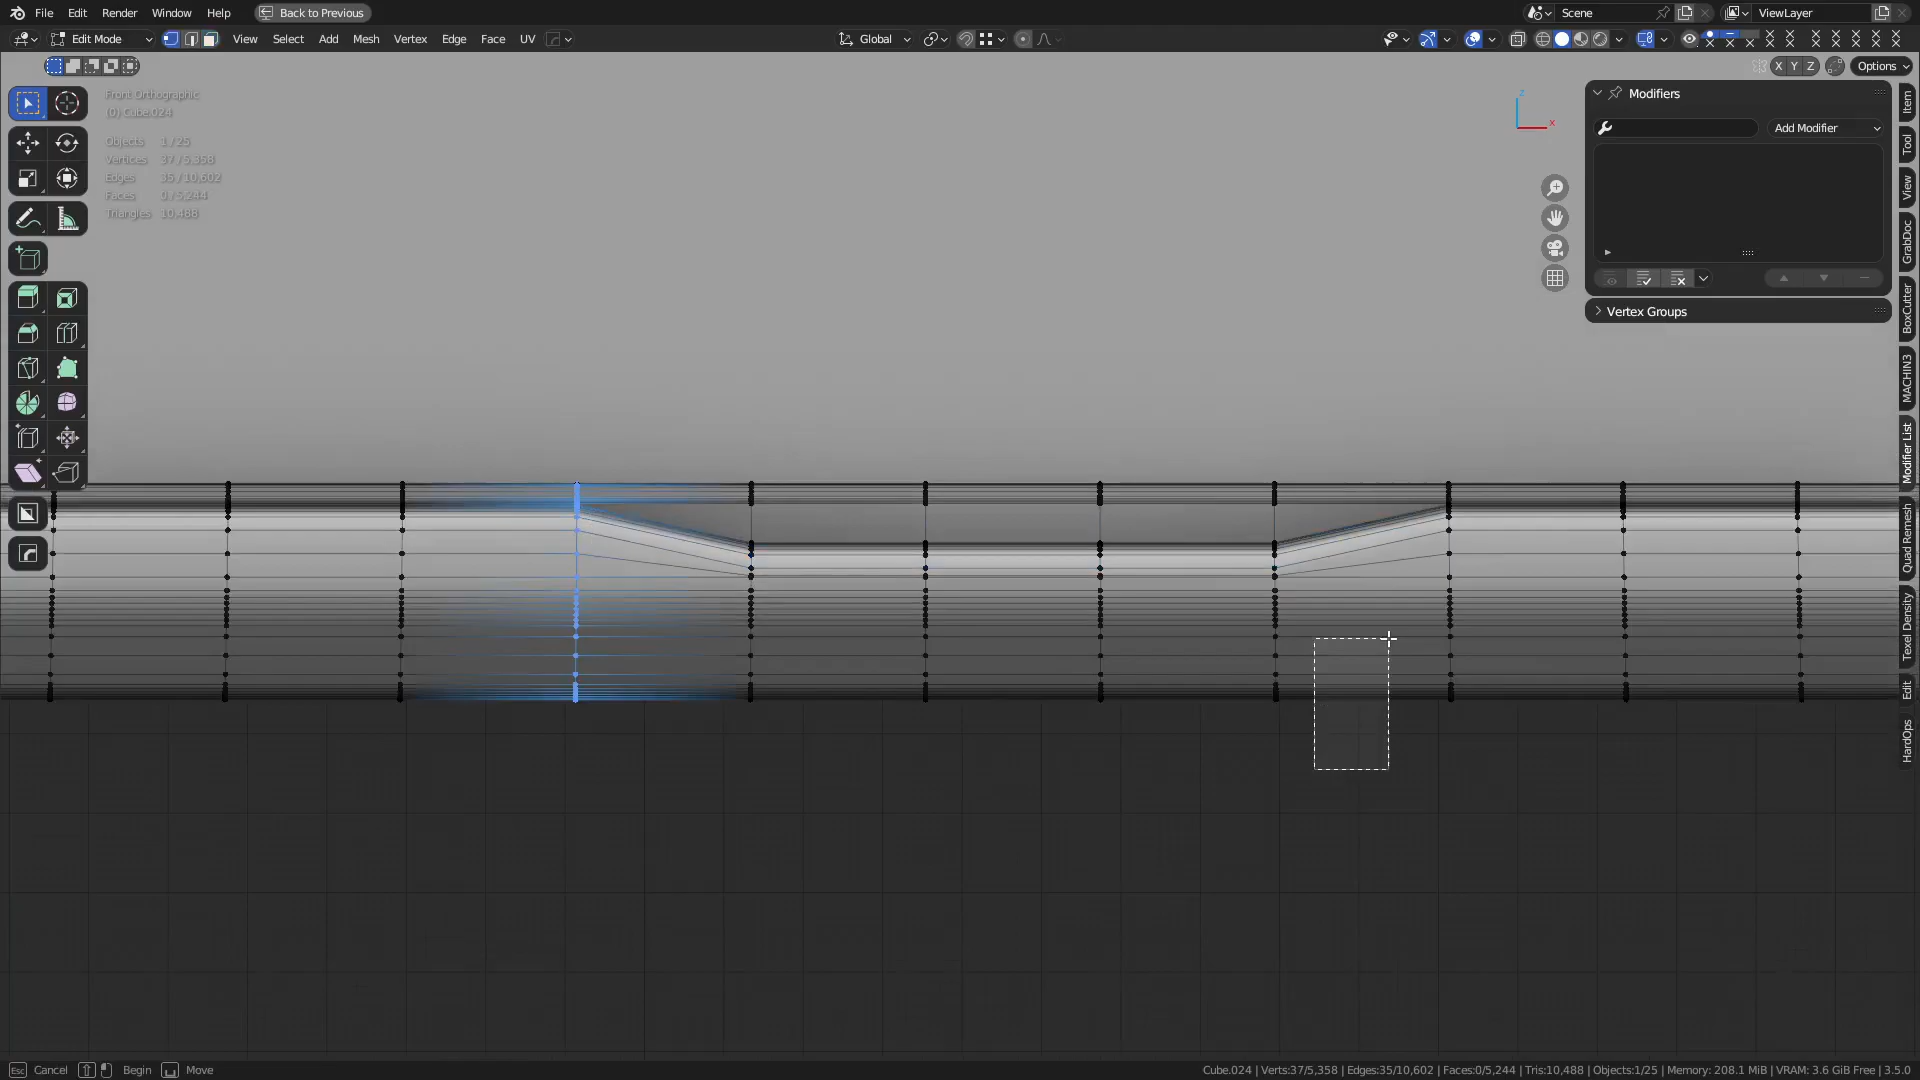 File Edit Render Window Help Back to Previous Scene ViewLayer
Edit Mode View Select Add Mesh Vertex Edge Face UV Global
X Y Z Options
Front Orthographic
(0) Cube.024
Objects 1 / 25
Vertices 37 / 5,358
Edges 35 / 10,602
Faces 0 / 5,244
Triangles 10,488
Z
X
Modifiers
Add Modifier
Vertex Groups
Item
Tool
View
GrabDoc
BoxCutter
MACHIN3
Modifier List
Quad Remesh
Texel Density
Edit
HardOps
Esc Cancel Begin Move Cube.024 | Verts:37/5,358 | Edges:35/10,602 | Faces:0/5,244 | Tris:10,488 | Objects:1/25 | Memory: 208.1 MiB | VRAM: 3.6 GiB Free | 3.5.0